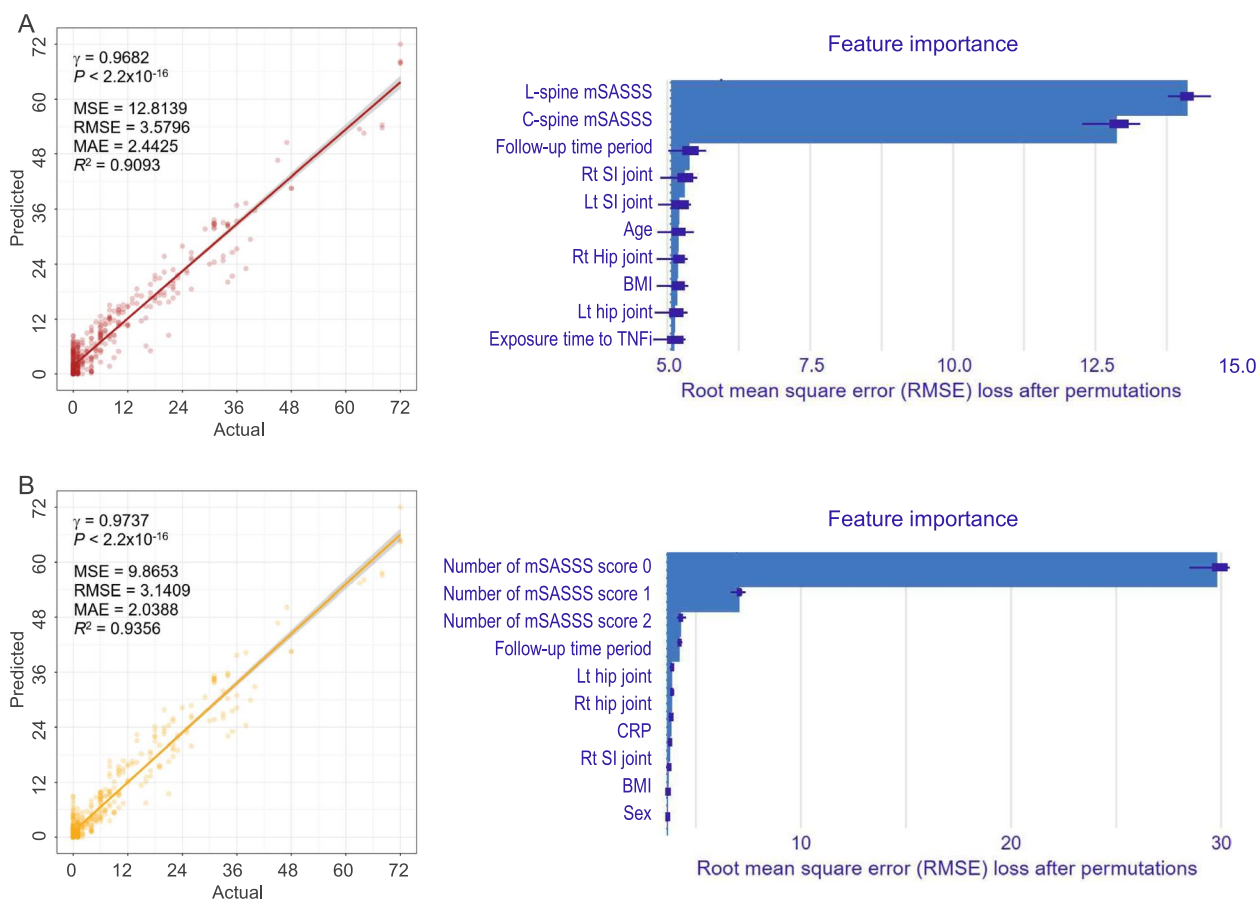 A
72
60
48
36
24
12
0
Predicted
γ = 0.9682
P < 2.2x10-16
MSE = 12.8139
RMSE = 3.5796
MAE = 2.4425
R2 = 0.9093
0 12 24 36 48 60 72
Actual
Feature importance
L-spine mSASSS
C-spine mSASSS
Follow-up time period
Rt SI joint
Lt SI joint
Age
Rt Hip joint
BMI
Lt hip joint
Exposure time to TNFi
5.0 7.5 10.0 12.5 15.0
Root mean square error (RMSE) loss after permutations
B
72
60
48
36
24
12
0
Predicted
γ = 0.9737
P < 2.2x10-16
MSE = 9.8653
RMSE = 3.1409
MAE = 2.0388
R2 = 0.9356
0 12 24 36 48 60 72
Actual
Feature importance
Number of mSASSS score 0
Number of mSASSS score 1
Number of mSASSS score 2
Follow-up time period
Lt hip joint
Rt hip joint
CRP
Rt SI joint
BMI
Sex
10 20 30
Root mean square error (RMSE) loss after permutations